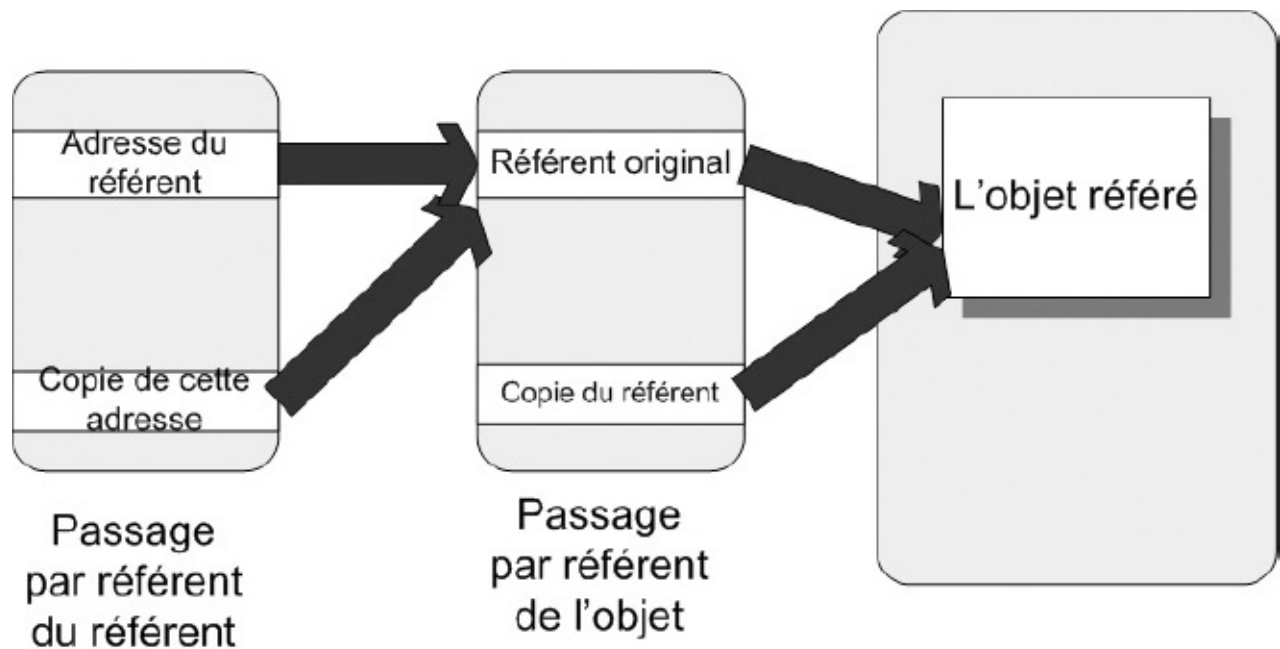 Adresse du
référent
Copie de cette
adresse
Passage
par référent
du référent
Référent original
Copie du référent
Passage
par référent
de l'objet
L'objet référé